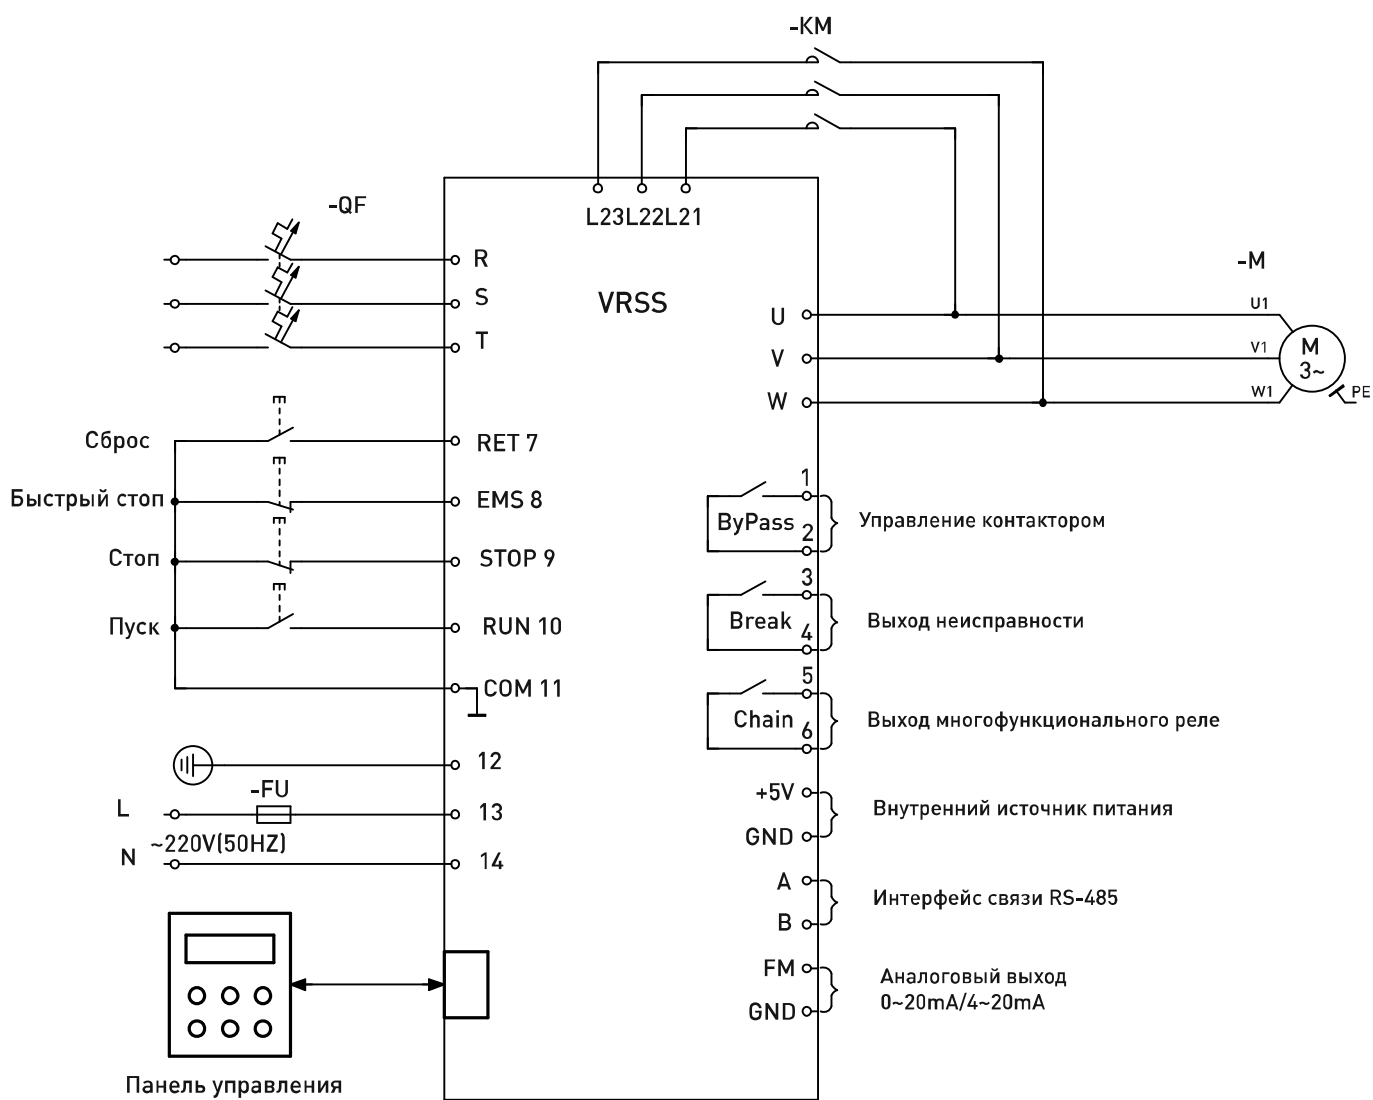 -KM
-QF
L23L22L21
R
-M
S
VRSS
U1
U
T
V1
M
3~
V
W1
PE
W
Сброс
RET 7
1
Быстрый стоп
EMS 8
ByPass
2
Управление контактором
Стоп
STOP 9
3
Пуск
RUN 10
Break
4
Выход неисправности
5
COM 11
Chain
6
Выход многофункционального реле
12
-FU
+5V
L
13
Внутренний источник питания
GND
~220V(50HZ)
N
14
A
Интерфейс связи RS-485
B
FM
Аналоговый выход
0~20mA/4~20mA
GND
Панель управления